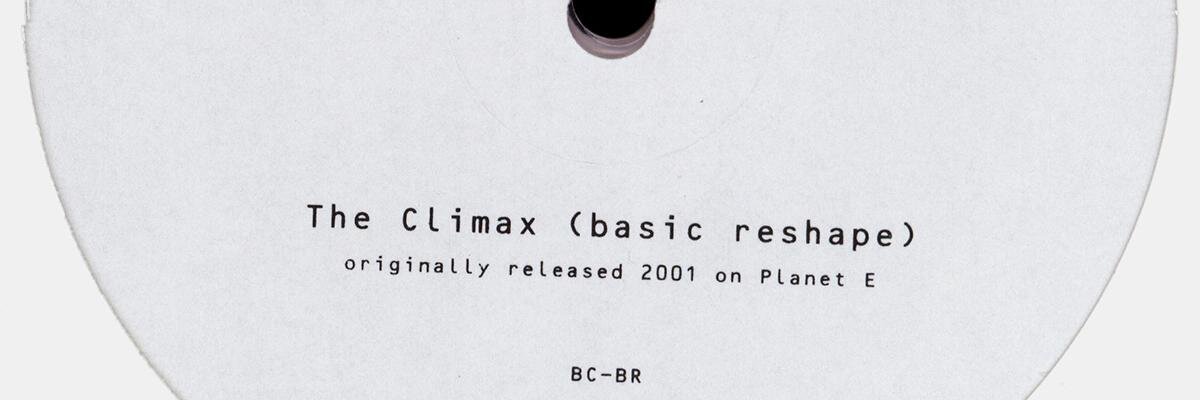 The Climax (basic reshape)
originally released 2001 on Planet E
BC-BR